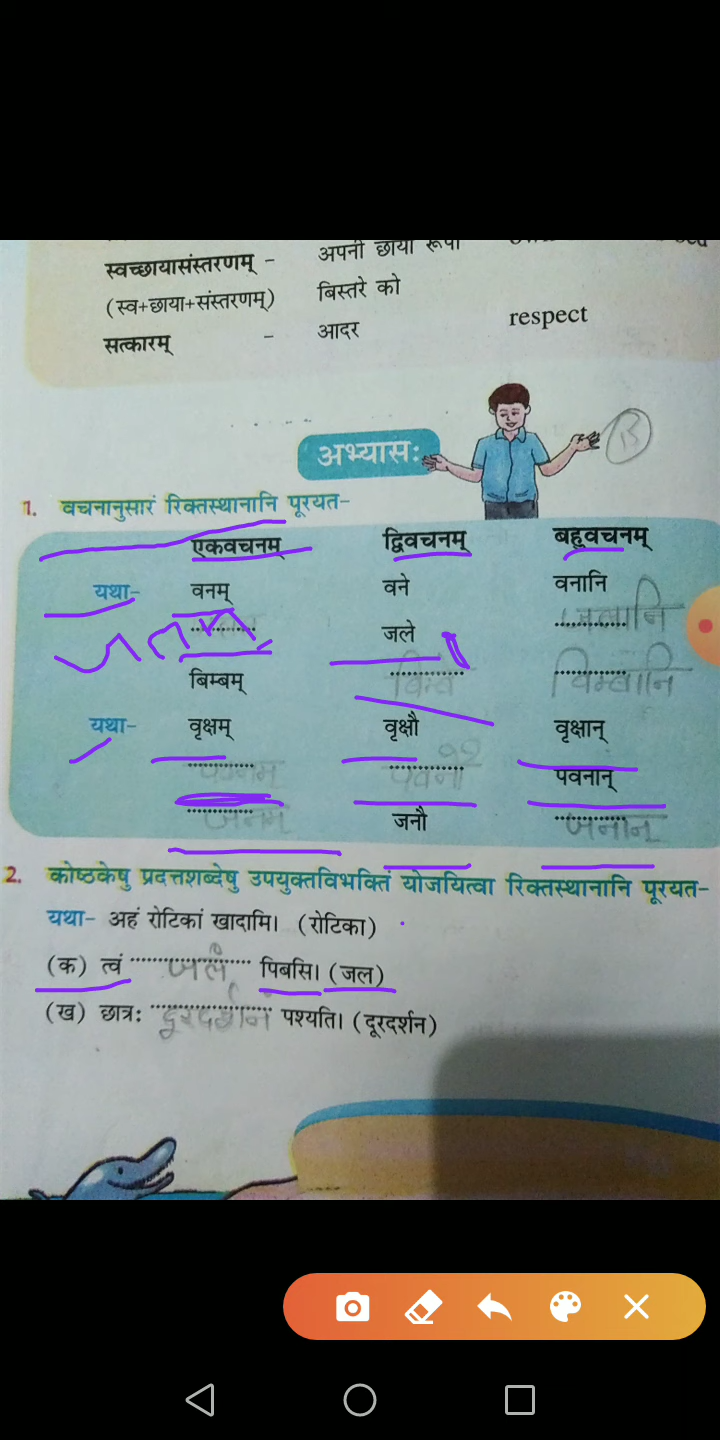 स्वच्छायासंस्तरणम् - अपनी छाया रूपी
(स्व+छाया+संस्तरणम्) बिस्तरे को
सत्कारम् - आदर respect
अभ्यासः
1. वचनानुसारं रिक्तस्थानानि पूरयत-
एकवचनम् द्विवचनम् बहुवचनम्
यथा- वनम् वने वनानि
जलम् जले जलानि
बिम्बम् बिम्बे बिम्बानि
यथा- वृक्षम् वृक्षौ वृक्षान्
पवनम् पवनौ पवनान्
जनम् जनौ जनान्
2. कोष्ठकेषु प्रदत्तशब्देषु उपयुक्तविभक्तिं योजयित्वा रिक्तस्थानानि पूरयत-
यथा- अहं रोटिकां खादामि। (रोटिका)
(क) त्वं जलं पिबसि। (जल)
(ख) छात्रः दूरदर्शनं पश्यति। (दूरदर्शन)